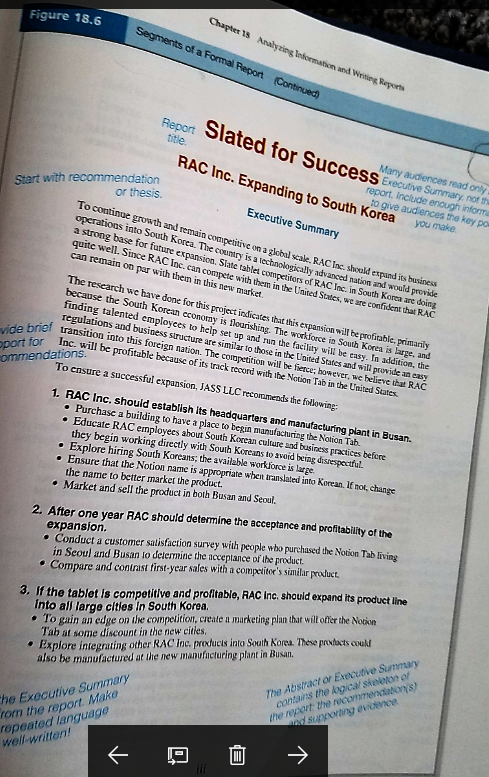 Figure 18.6
Chapter 18 Analyzing Information and Writing Reports
Segments of a Formal Report (Continued)
Report
title.
Slated for Success
RAC Inc. Expanding to South Korea
Many audiences read only
Executive Summary, not th
report. Include enough informa
to give audiences the key po
you make.
Start with recommendation
or thesis.
Executive Summary
To continue growth and remain competitive on a global scale, RAC Inc. should expand its business
operations into South Korea. The country is a technologically advanced nation and would provide
a strong base for future expansion. Slate tablet competitors of RAC Inc. in South Korea are doing
quite well. Since RAC Inc. can compete with them in the United States, we are confident that RAC
can remain on par with them in this new market.
The research we have done for this project indicates that this expansion will be profitable, primarily
because the South Korean economy is flourishing. The workforce in South Korea is large, and
finding talented employees to help set up and run the facility will be easy. In addition, the
regulations and business structure are similar to those in the United States and will provide an easy
transition into this foreign nation. The competition will be fierce; however, we believe that RAC
Inc. will be profitable because of its track record with the Notion Tab in the United States.
vide brief
pport for
ommendations.
To ensure a successful expansion, JASS LLC recommends the following:
1. RAC Inc. should establish its headquarters and manufacturing plant in Busan.
• Purchase a building to have a place to begin manufacturing the Notion Tab.
• Educate RAC employees about South Korean culture and business practices before
they begin working directly with South Koreans to avoid being disrespectful.
• Explore hiring South Koreans; the available workforce is large.
• Ensure that the Notion name is appropriate when translated into Korean. If not, change
the name to better market the product.
• Market and sell the product in both Busan and Seoul.
2. After one year RAC should determine the acceptance and profitability of the
expansion.
• Conduct a customer satisfaction survey with people who purchased the Notion Tab living
in Seoul and Busan to determine the acceptance of the product.
• Compare and contrast first-year sales with a competitor's similar product.
3. If the tablet is competitive and profitable, RAC Inc. should expand its product line
into all large cities in South Korea.
• To gain an edge on the competition, create a marketing plan that will offer the Notion
Tab at some discount in the new cities.
• Explore integrating other RAC Inc. products into South Korea. These products could
also be manufactured at the new manufacturing plant in Busan.
the Executive Summary
from the report. Make
repeated language
well-written!
The Abstract or Executive Summary
contains the logical skeleton of
the report: the recommendation(s)
and supporting evidence.
iii